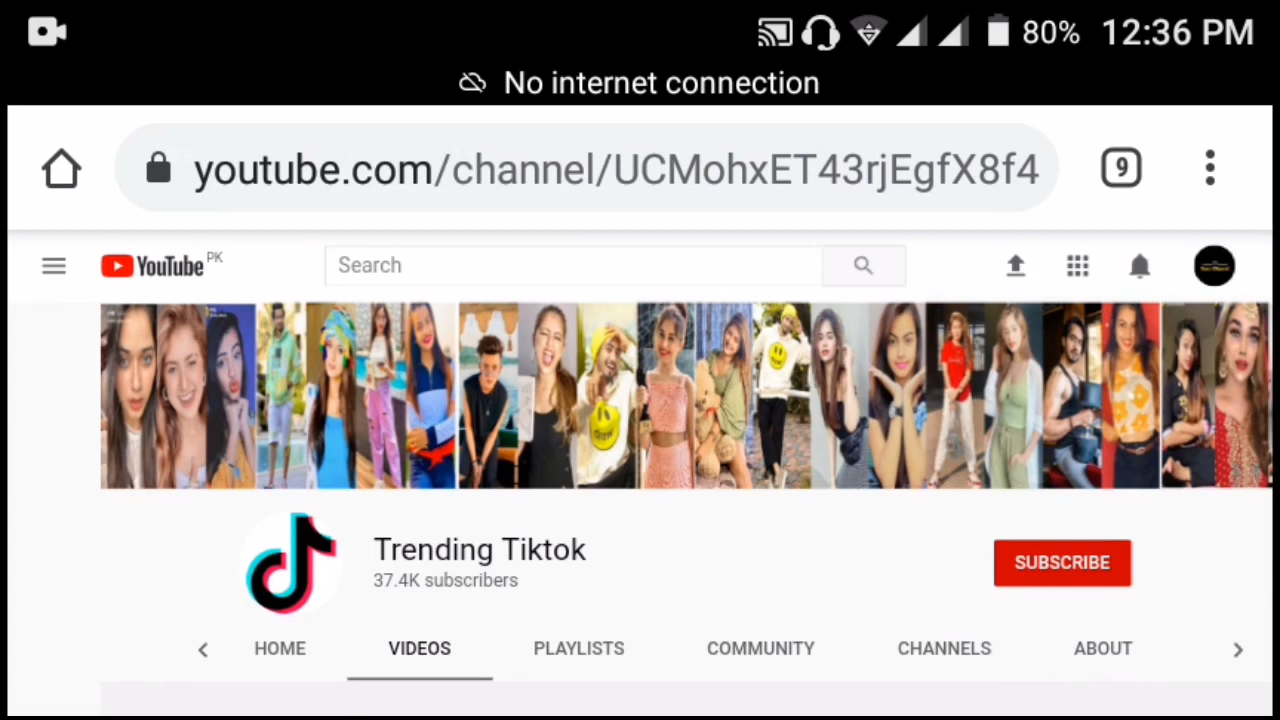 80% 12:36 PM
No internet connection
youtube.com/channel/UCMohxET43rjEgfX8f4
9
YouTube PK
Search
Trending Tiktok
37.4K subscribers
SUBSCRIBE
HOME VIDEOS PLAYLISTS COMMUNITY CHANNELS ABOUT